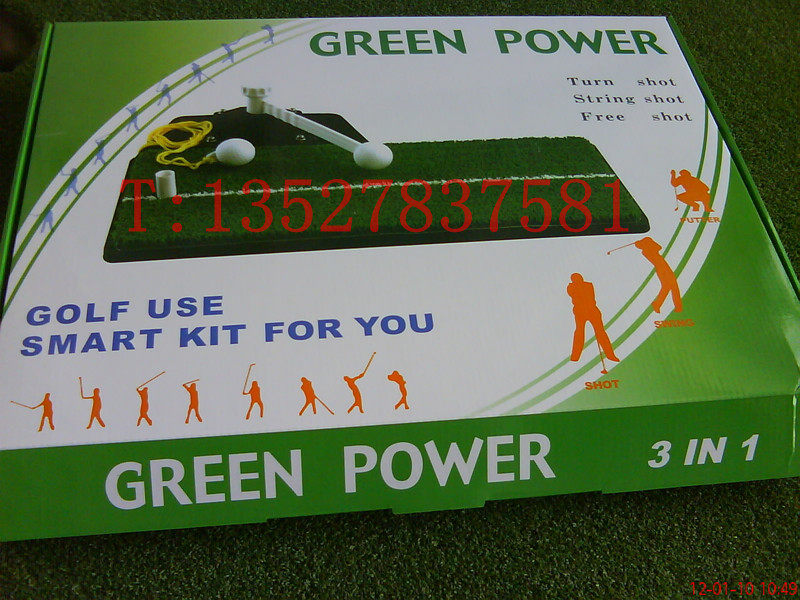 GREEN POWER
Turn shot
String shot
Free shot
T:13527837581
PUTTER
GOLF USE
SMART KIT FOR YOU
SWING
SHOT
GREEN POWER
3 IN 1
12-01-10 10:49